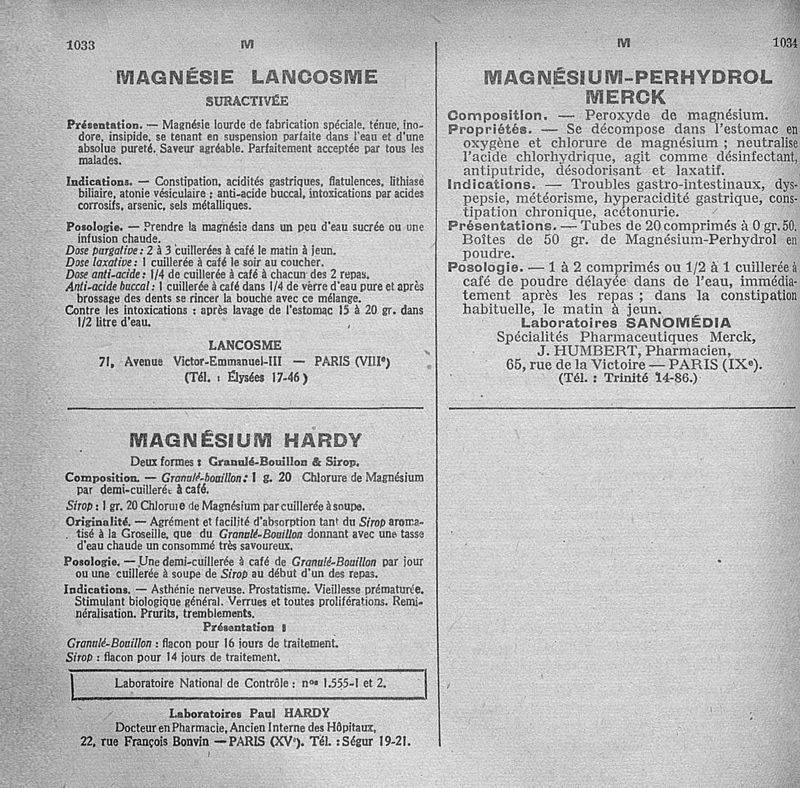 1033
M
MAGNÉSIE LANCOSME
SURACTIVÉE
Présentation. — Magnésie lourde de fabrication spéciale, ténue, ino-
dore, insipide, se tenant en suspension parfaite dans l'eau et d'une
absolue pureté. Saveur agréable. Parfaitement acceptée par tous les
malades.
Indications. — Constipation, acidités gastriques, flatulences, lithiase
biliaire, atonie vésiculaire ; anti-acide buccal, intoxications par acides
corrosifs, arsenic, sels métalliques.
Posologie. — Prendre la magnésie dans un peu d'eau sucrée ou une
infusion chaude.
Dose purgative : 2 à 3 cuillerées à café le matin à jeun.
Dose laxative : 1 cuillerée à café le soir au coucher.
Dose anti-acide : 1/4 de cuillerée à café à chacun des 2 repas.
Anti-acide buccal : 1 cuillerée à café dans 1/4 de verre d'eau pure et après
brossage des dents se rincer la bouche avec ce mélange.
Contre les intoxications : après lavage de l'estomac 15 à 20 gr. dans
1/2 litre d'eau.
LANCOSME
71, Avenue Victor-Emmanuel-III — PARIS (VIIIe)
(Tél. : Élysées 17-46)
MAGNÉSIUM HARDY
Deux formes : Granulé-Bouillon & Sirop.
Composition. — Granulé-bouillon : 1 g. 20 Chlorure de Magnésium
par demi-cuillerée à café.
Sirop : 1 gr. 20 Chlorure de Magnésium par cuillerée à soupe.
Originalité. — Agrément et facilité d'absorption tant du Sirop aroma-
tisé à la Groseille, que du Granulé-Bouillon donnant avec une tasse
d'eau chaude un consommé très savoureux.
Posologie. — Une demi-cuillerée à café de Granulé-Bouillon par jour
ou une cuillerée à soupe de Sirop au début d'un des repas.
Indications. — Asthénie nerveuse. Prostatisme. Vieillesse prématurée.
Stimulant biologique général. Verrues et toutes proliférations. Remi-
néralisation. Prurits, tremblements.
Présentation :
Granulé-Bouillon : flacon pour 16 jours de traitement.
Sirop : flacon pour 14 jours de traitement.
Laboratoire National de Contrôle : nos 1.555-1 et 2.
Laboratoires Paul HARDY
Docteur en Pharmacie, Ancien Interne des Hôpitaux,
22, rue François Bonvin — PARIS (XVe). Tél. : Ségur 19-21.
M
1034
MAGNÉSIUM-PERHYDROL
MERCK
Composition. — Peroxyde de magnésium.
Propriétés. — Se décompose dans l'estomac en
oxygène et chlorure de magnésium ; neutralise
l'acide chlorhydrique, agit comme désinfectant,
antiputride, désodorisant et laxatif.
Indications. — Troubles gastro-intestinaux, dys-
pepsie, météorisme, hyperacidité gastrique, cons-
tipation chronique, acétonurie.
Présentations. — Tubes de 20 comprimés à 0 gr. 50.
Boîtes de 50 gr. de Magnésium-Perhydrol en
poudre.
Posologie. — 1 à 2 comprimés ou 1/2 à 1 cuillerée à
café de poudre délayée dans de l'eau, immédia-
tement après les repas ; dans la constipation
habituelle, le matin à jeun.
Laboratoires SANOMÉDIA
Spécialités Pharmaceutiques Merck,
J. HUMBERT, Pharmacien,
65, rue de la Victoire — PARIS (IXe).
(Tél. : Trinité 14-86.)